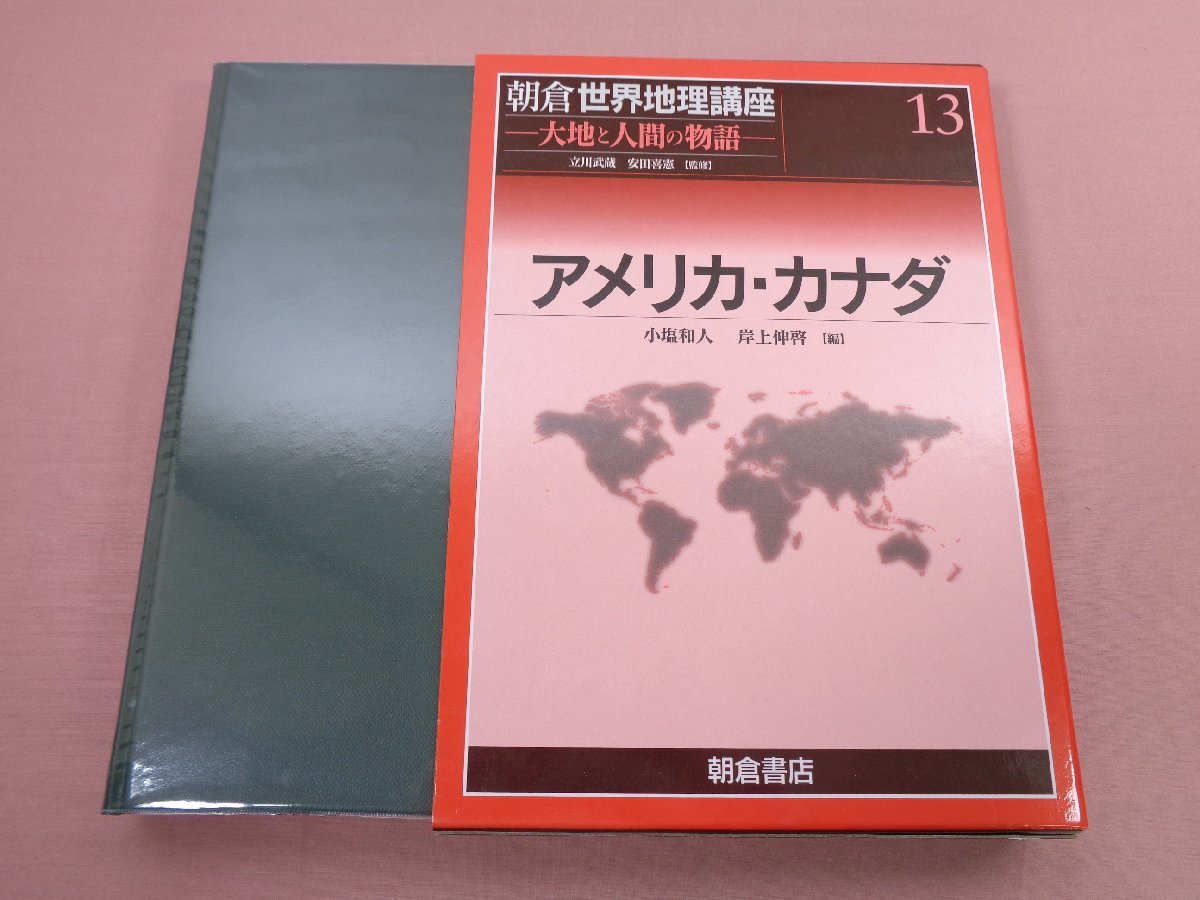 朝倉世界地理講座
13
―大地と人間の物語―
立川武蔵 安田喜憲【監修】
アメリカ・カナダ
小塩和人 岸上伸啓【編】
朝倉書店